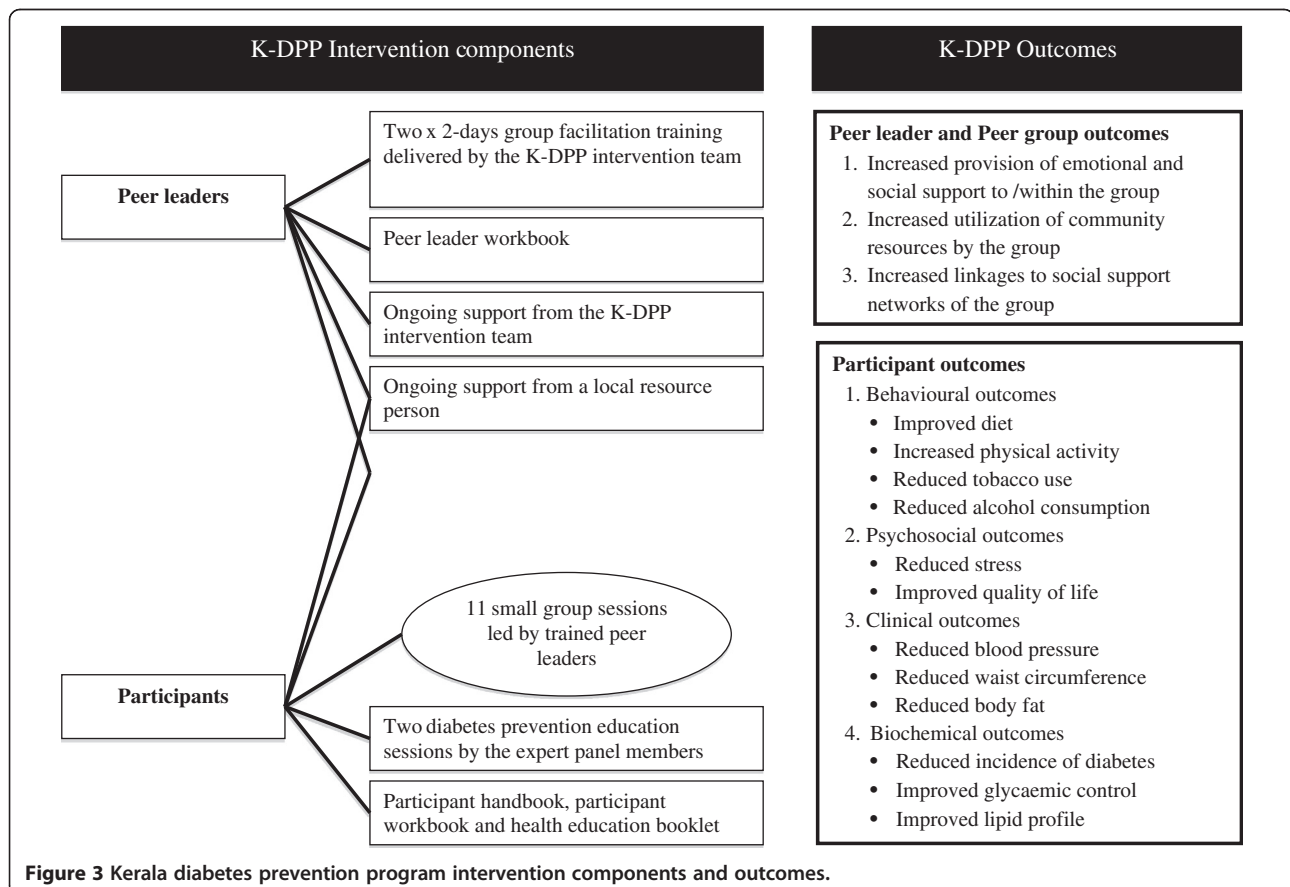 K-DPP Intervention components
Peer leaders
Two x 2-days group facilitation training
delivered by the K-DPP intervention team
Peer leader workbook
Ongoing support from the K-DPP
intervention team
Ongoing support from a local resource
person
11 small group sessions
led by trained peer
leaders
Participants
Two diabetes prevention education
sessions by the expert panel members
Participant handbook, participant
workbook and health education booklet
K-DPP Outcomes
Peer leader and Peer group outcomes
1. Increased provision of emotional and
social support to /within the group
2. Increased utilization of community
resources by the group
3. Increased linkages to social support
networks of the group
Participant outcomes
1. Behavioural outcomes
• Improved diet
• Increased physical activity
• Reduced tobacco use
• Reduced alcohol consumption
2. Psychosocial outcomes
• Reduced stress
• Improved quality of life
3. Clinical outcomes
• Reduced blood pressure
• Reduced waist circumference
• Reduced body fat
4. Biochemical outcomes
• Reduced incidence of diabetes
• Improved glycaemic control
• Improved lipid profile
Figure 3 Kerala diabetes prevention program intervention components and outcomes.